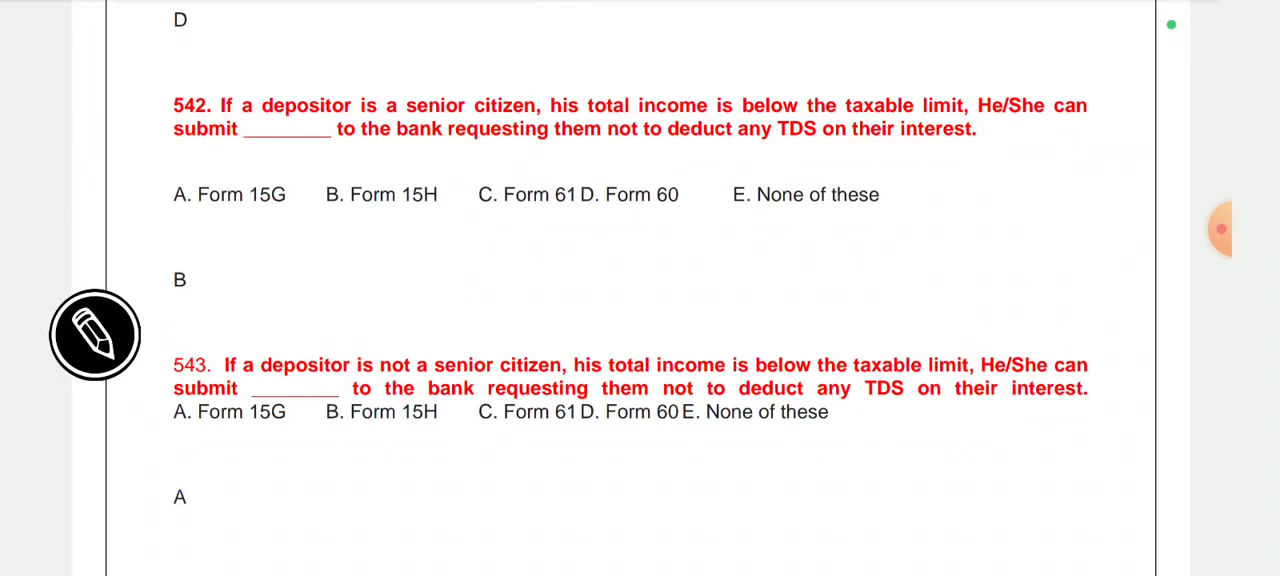 D
542. If a depositor is a senior citizen, his total income is below the taxable limit, He/She can
submit ________ to the bank requesting them not to deduct any TDS on their interest.
A. Form 15G B. Form 15H C. Form 61 D. Form 60 E. None of these
B
543. If a depositor is not a senior citizen, his total income is below the taxable limit, He/She can
submit ________ to the bank requesting them not to deduct any TDS on their interest.
A. Form 15G B. Form 15H C. Form 61 D. Form 60 E. None of these
A